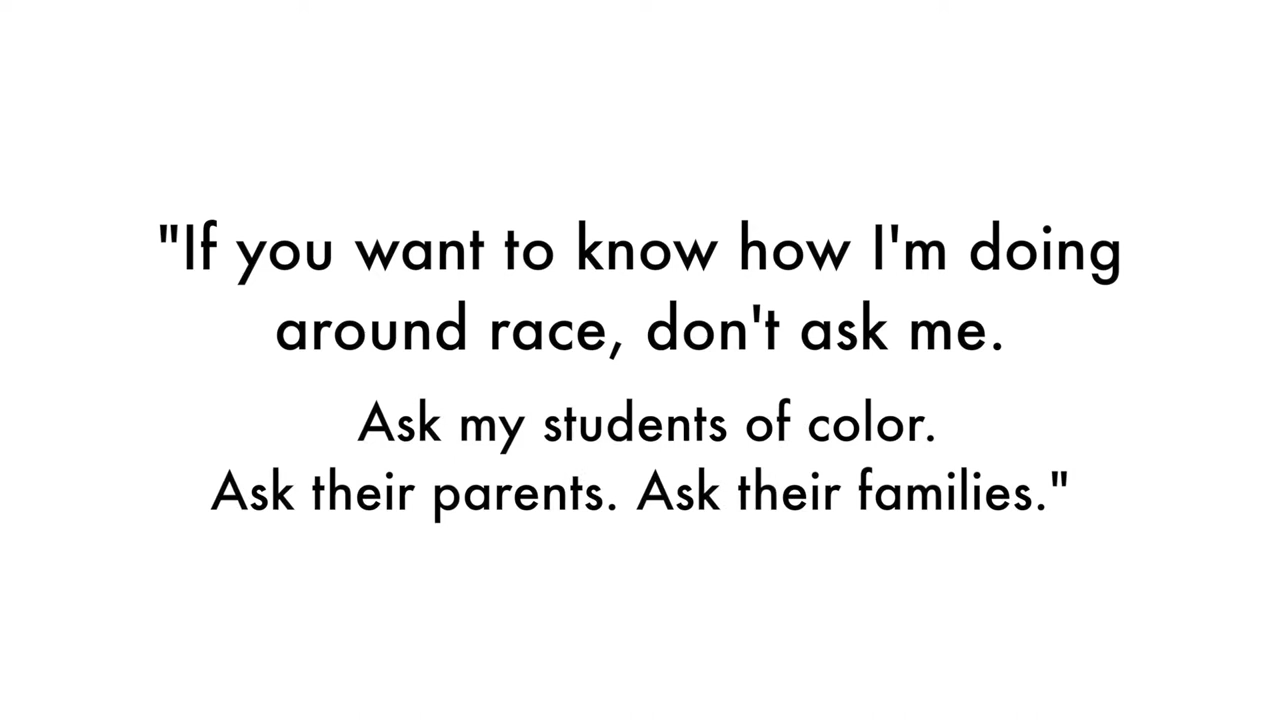 "If you want to know how I'm doing
around race, don't ask me.
Ask my students of color.
Ask their parents. Ask their families."